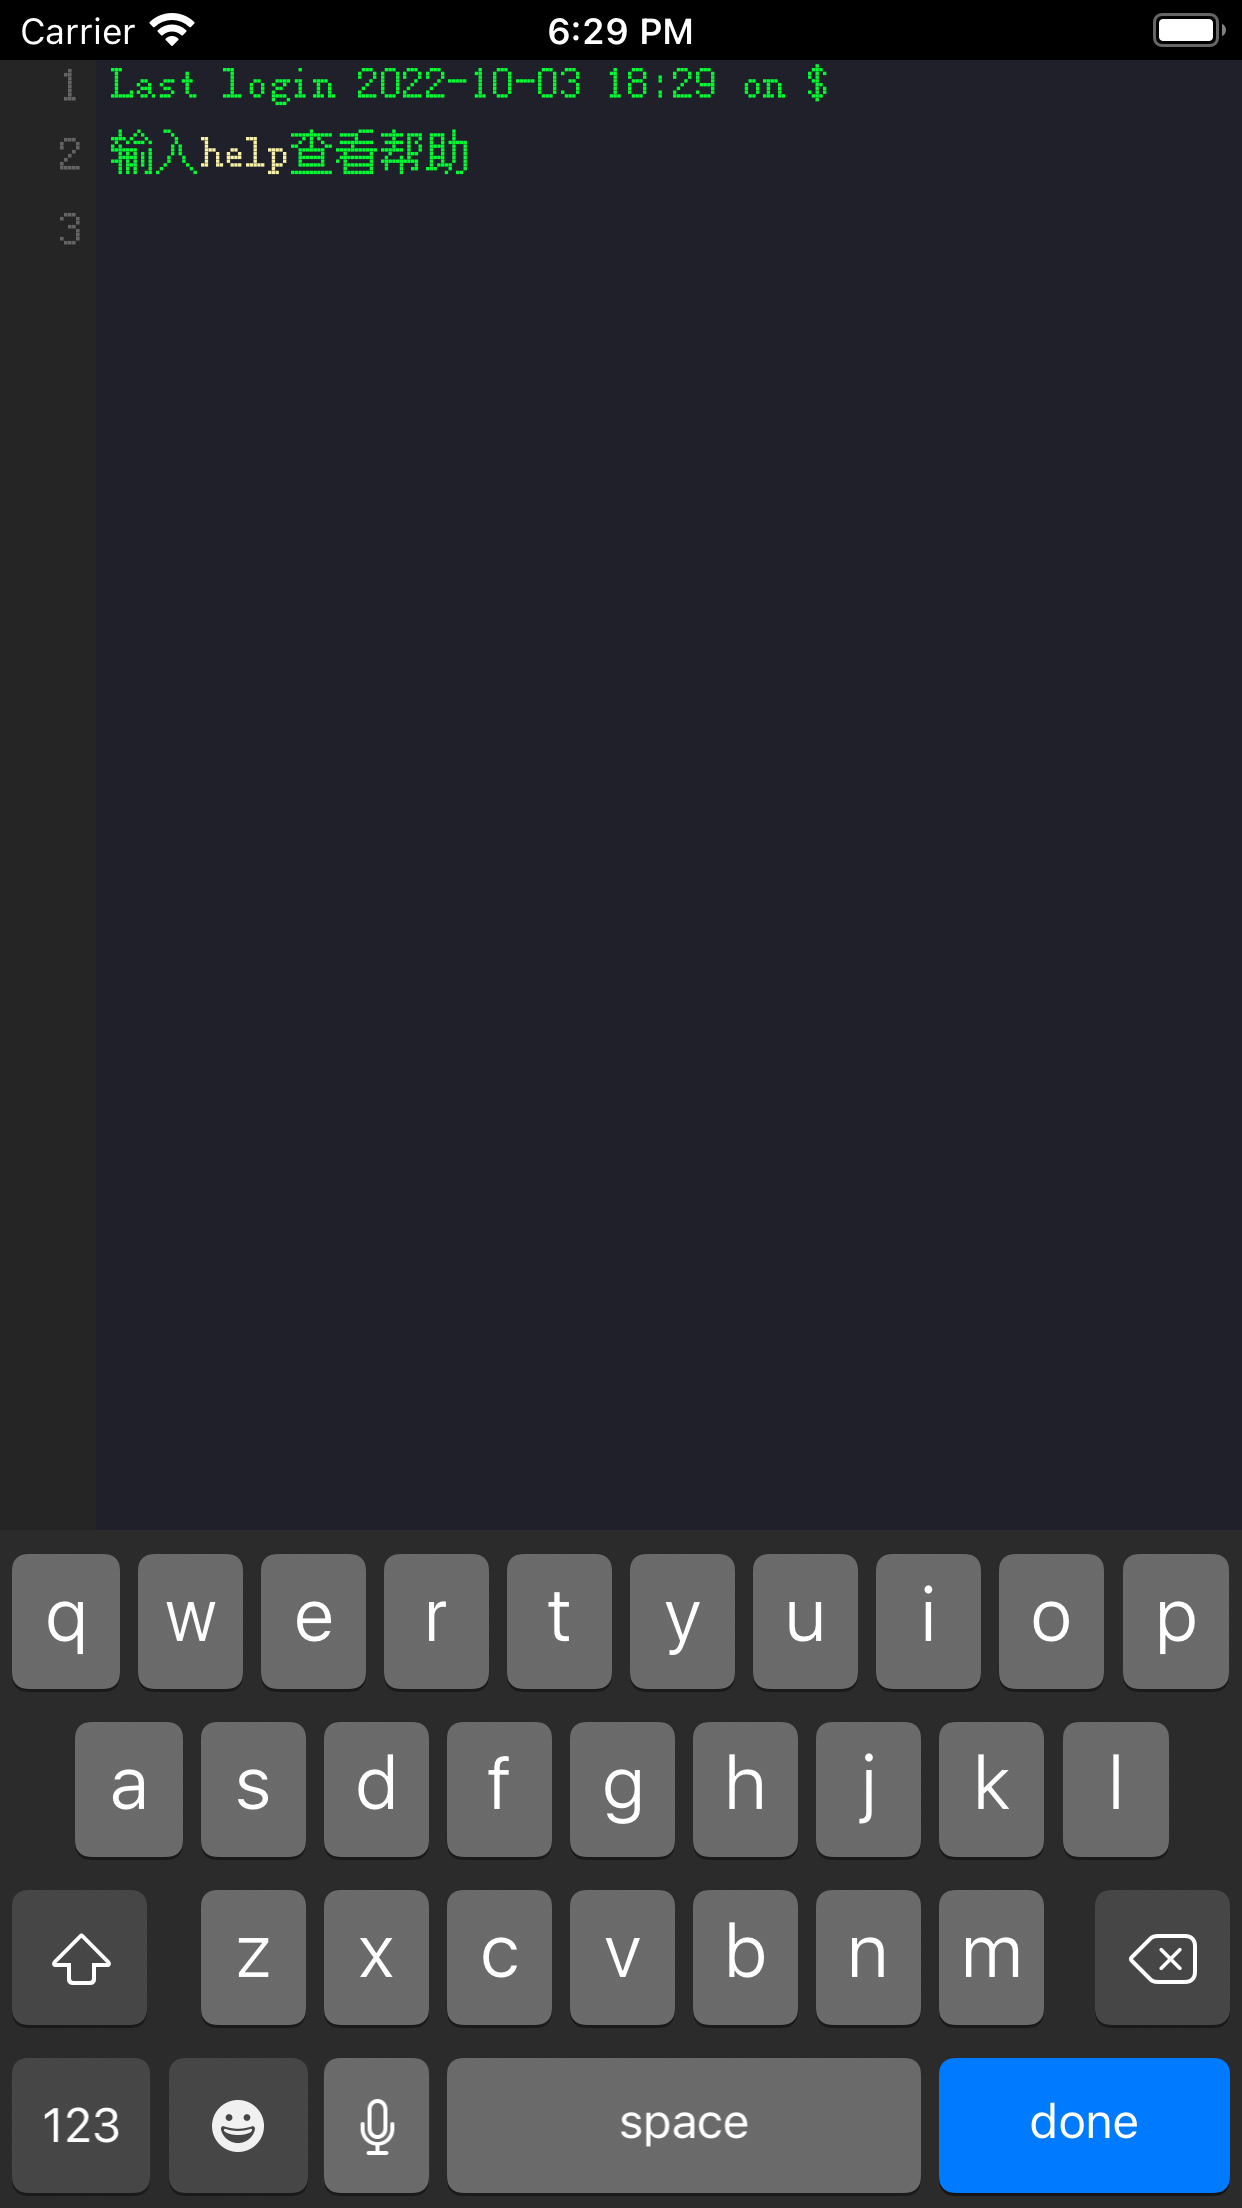 Carrier 6:29 PM
1 Last login 2022-10-03 18:29 on $
2 输入help查看帮助
3
q w e r t y u i o p
a s d f g h j k l
z x c v b n m
123 space done